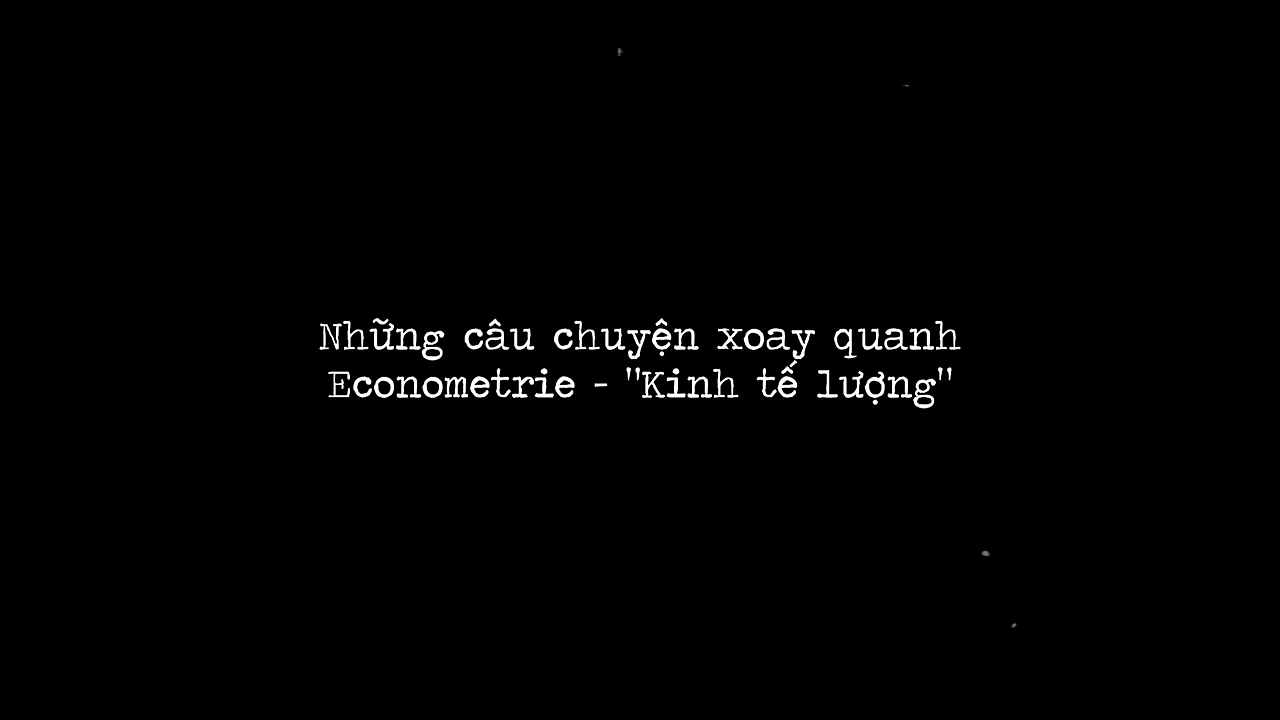 Những câu chuyện xoay quanh
Econometrie - "Kinh tế lượng"